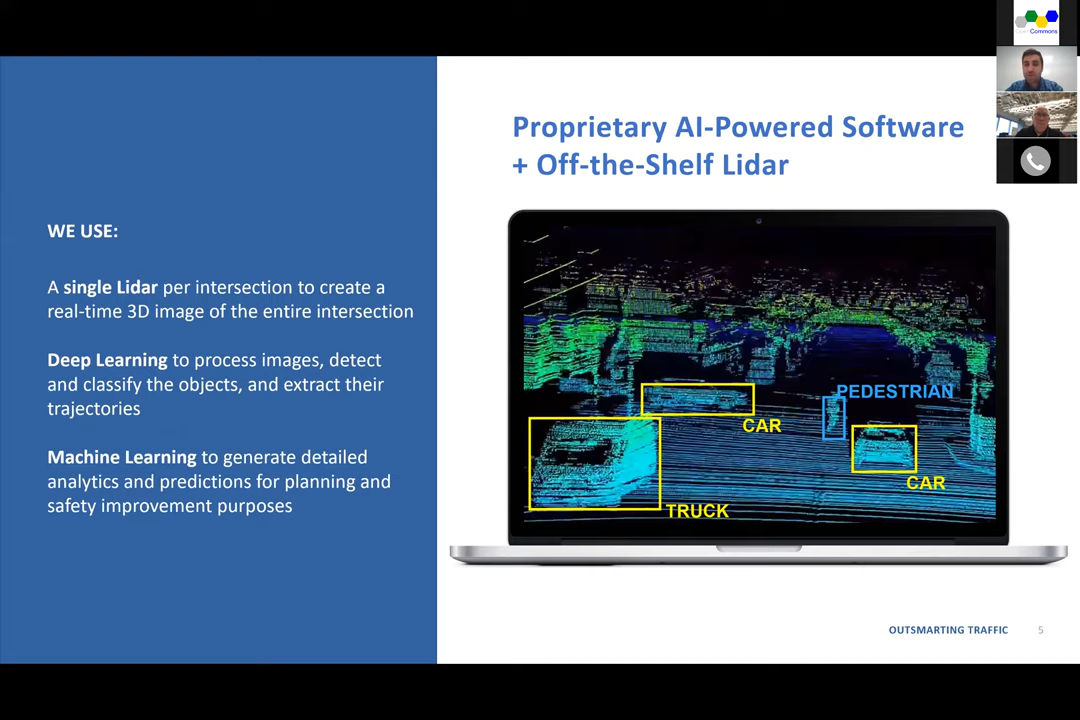 Commons
Proprietary AI-Powered Software
+ Off-the-Shelf Lidar
WE USE:
A single Lidar per intersection to create a
real-time 3D image of the entire intersection
Deep Learning to process images, detect
and classify the objects, and extract their
trajectories
Machine Learning to generate detailed
analytics and predictions for planning and
safety improvement purposes
PEDESTRIAN
CAR
CAR
TRUCK
OUTSMARTING TRAFFIC
5